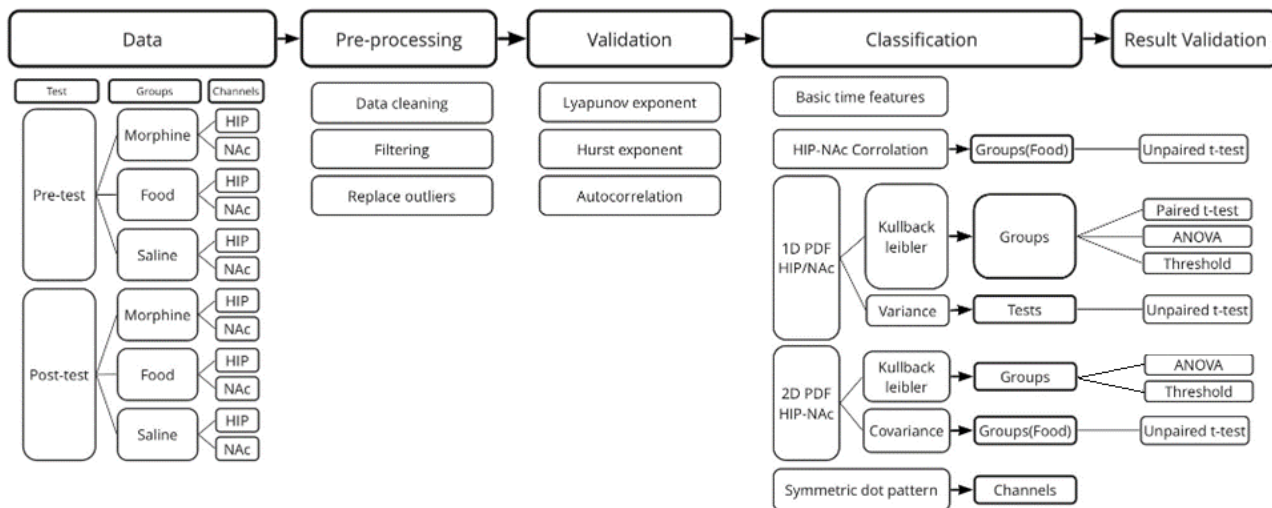 Data
Pre-processing
Validation
Classification
Result Validation
Test
Groups
Channels
Pre-test
Morphine
HIP
NAc
Food
HIP
NAc
Saline
HIP
NAc
Post-test
Morphine
HIP
NAc
Food
HIP
NAc
Saline
HIP
NAc
Data cleaning
Filtering
Replace outliers
Lyapunov exponent
Hurst exponent
Autocorrelation
Basic time features
HIP-NAc Corrolation
Groups(Food)
Unpaired t-test
1D PDF
HIP/NAc
Kullback
leibler
Groups
Paired t-test
ANOVA
Threshold
Variance
Tests
Unpaired t-test
2D PDF
HIP-NAc
Kullback
leibler
Groups
ANOVA
Threshold
Covariance
Groups(Food)
Unpaired t-test
Symmetric dot pattern
Channels